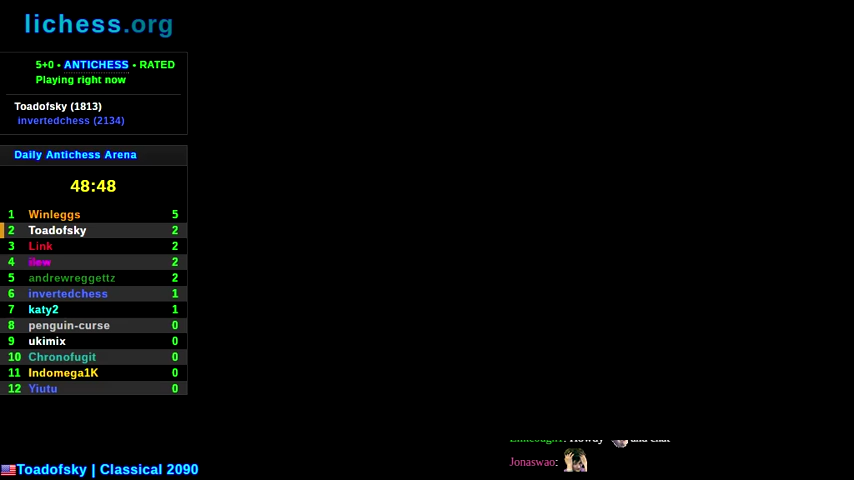 lichess.org
5+0 • ANTICHESS • RATED
Playing right now
Toadofsky (1813)
invertedchess (2134)
Daily Antichess Arena
48:48
1 Winleggs 5
2 Toadofsky 2
3 Link 2
4 ilew 2
5 andrewreggettz 2
6 invertedchess 1
7 katy2 1
8 penguin-curse 0
9 ukimix 0
10 Chronofugit 0
11 Indomega1K 0
12 Yiutu 0
and chat
Jonaswao:
Toadofsky | Classical 2090